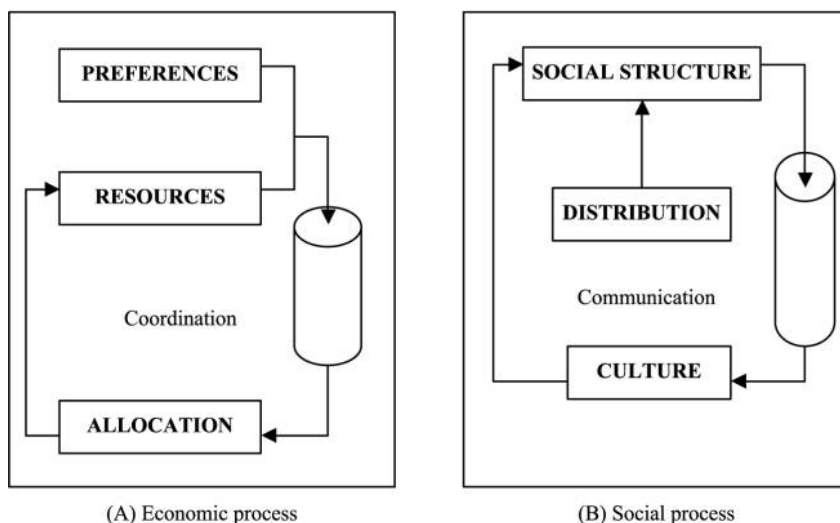 PREFERENCES
RESOURCES
Coordination
ALLOCATION
(A) Economic process
SOCIAL STRUCTURE
DISTRIBUTION
Communication
CULTURE
(B) Social process